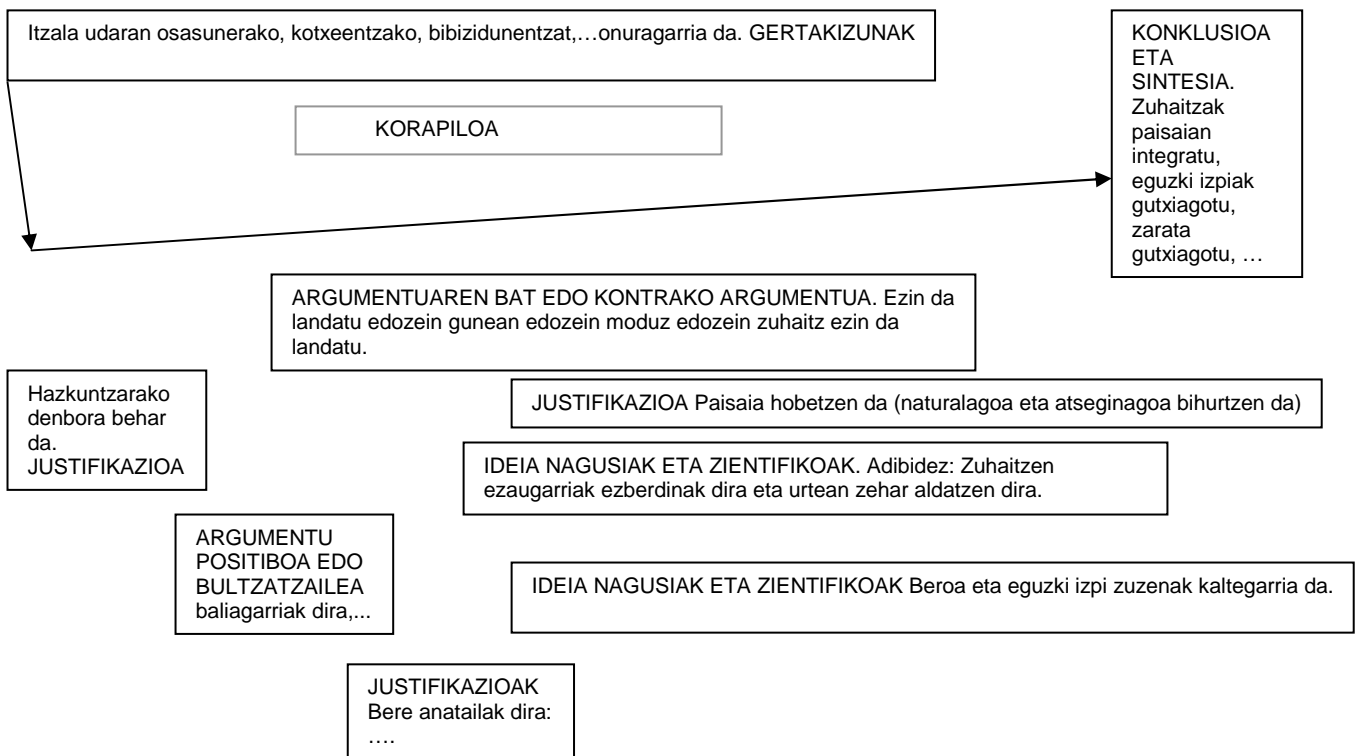 Itzala udaran osasunerako, kotxeentzako, bibizidunentzat,…onuragarria da. GERTAKIZUNAK
KONKLUSIOA
ETA
SINTESIA.
Zuhaitzak
paisaian
integratu,
eguzki izpiak
gutxiagotu,
zarata
gutxiagotu, …
KORAPILOA
ARGUMENTUAREN BAT EDO KONTRAKO ARGUMENTUA. Ezin da
landatu edozein gunean edozein moduz edozein zuhaitz ezin da
landatu.
Hazkuntzarako
denbora behar
da.
JUSTIFIKAZIOA
JUSTIFIKAZIOA Paisaia hobetzen da (naturalagoa eta atseginagoa bihurtzen da)
IDEIA NAGUSIAK ETA ZIENTIFIKOAK. Adibidez: Zuhaitzen
ezaugarriak ezberdinak dira eta urtean zehar aldatzen dira.
ARGUMENTU
POSITIBOA EDO
BULTZATZAILEA
baliagarriak dira,...
IDEIA NAGUSIAK ETA ZIENTIFIKOAK Beroa eta eguzki izpi zuzenak kaltegarria da.
JUSTIFIKAZIOAK
Bere anatailak dira:
….